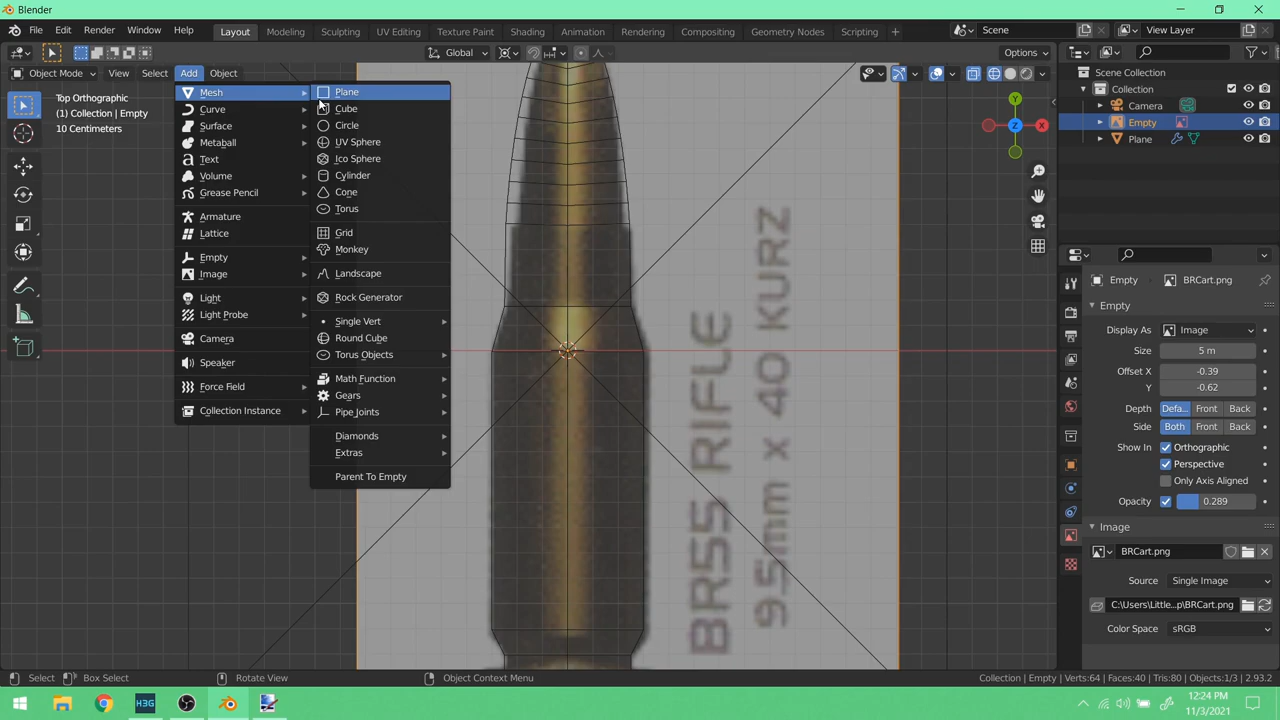 Blender
File Edit Render Window Help
Layout Modeling Sculpting UV Editing Texture Paint Shading Animation Rendering Compositing Geometry Nodes Scripting +
Scene View Layer
Global Options
Object Mode View Select Add Object
Top Orthographic
(1) Collection | Empty
10 Centimeters
Mesh
Curve
Surface
Metaball
Text
Volume
Grease Pencil
Armature
Lattice
Empty
Image
Light
Light Probe
Camera
Speaker
Force Field
Collection Instance
Plane
Cube
Circle
UV Sphere
Ico Sphere
Cylinder
Cone
Torus
Grid
Monkey
Landscape
Rock Generator
Single Vert
Round Cube
Torus Objects
Math Function
Gears
Pipe Joints
Diamonds
Extras
Parent To Empty
BR55 RIFLE
9.5mm x 40 KURZ
Y
X
Z
Scene Collection
Collection
Camera
Empty
Plane
Empty BRCart.png
Empty
Display As Image
Size 5 m
Offset X -0.39
Y -0.62
Depth Defa... Front Back
Side Both Front Back
Show In Orthographic
Perspective
Only Axis Aligned
Opacity 0.289
Image
BRCart.png
Source Single Image
C:\Users\Little...p\BRCart.png
Color Space sRGB
Select Box Select Rotate View Object Context Menu Collection | Empty | Verts:64 | Faces:40 | Tris:80 | Objects:1/3 | 2.93.2
H3G
12:24 PM
11/3/2021